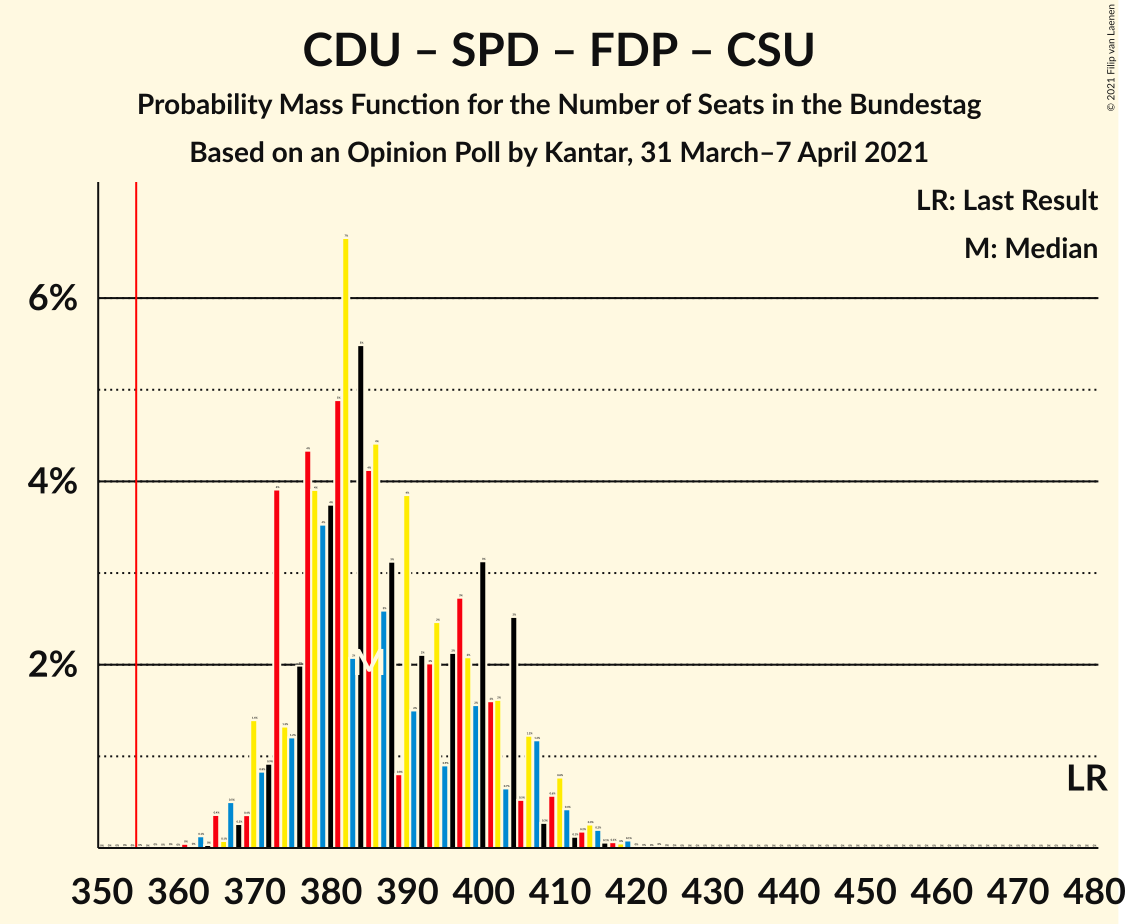 CDU – SPD – FDP – CSU
Probability Mass Function for the Number of Seats in the Bundestag
Based on an Opinion Poll by Kantar, 31 March–7 April 2021
© 2021 Filip van Laenen
LR: Last Result
M: Median
6%
4%
2%
M
LR
350 360 370 380 390 400 410 420 430 440 450 460 470 480